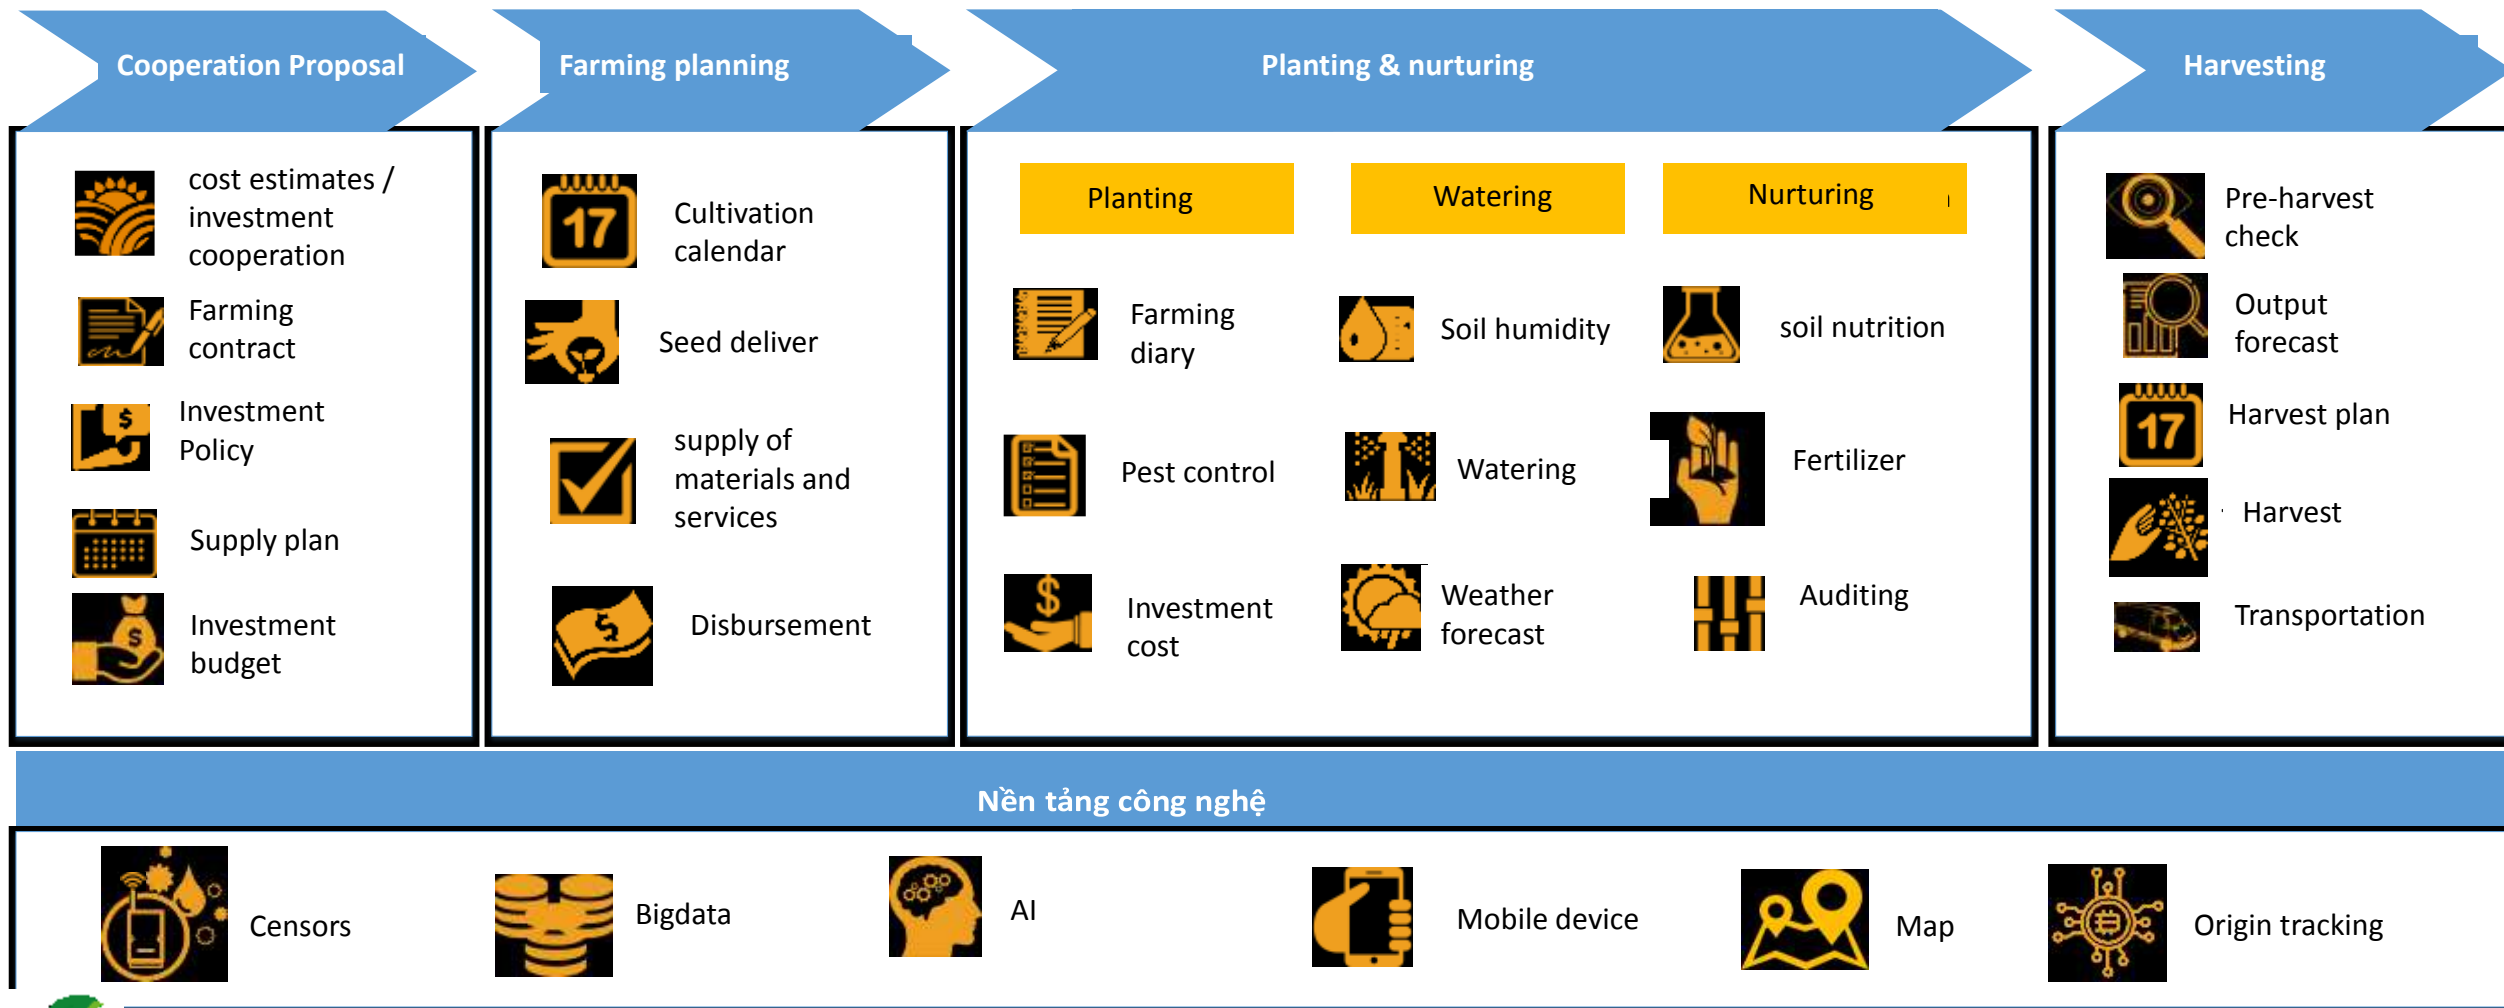 Cooperation Proposal
Farming planning
Planting & nurturing
Harvesting
cost estimates /
investment
cooperation
Farming
contract
Investment
Policy
Supply plan
Investment
budget
17
Cultivation
calendar
Seed deliver
supply of
materials and
services
Disbursement
Planting
Watering
Nurturing
Farming
diary
Soil humidity
soil nutrition
Pest control
Watering
Fertilizer
Investment
cost
Weather
forecast
Auditing
Pre-harvest
check
Output
forecast
17
Harvest plan
Harvest
Transportation
Nền tảng công nghệ
Censors
Bigdata
AI
Mobile device
Map
Origin tracking